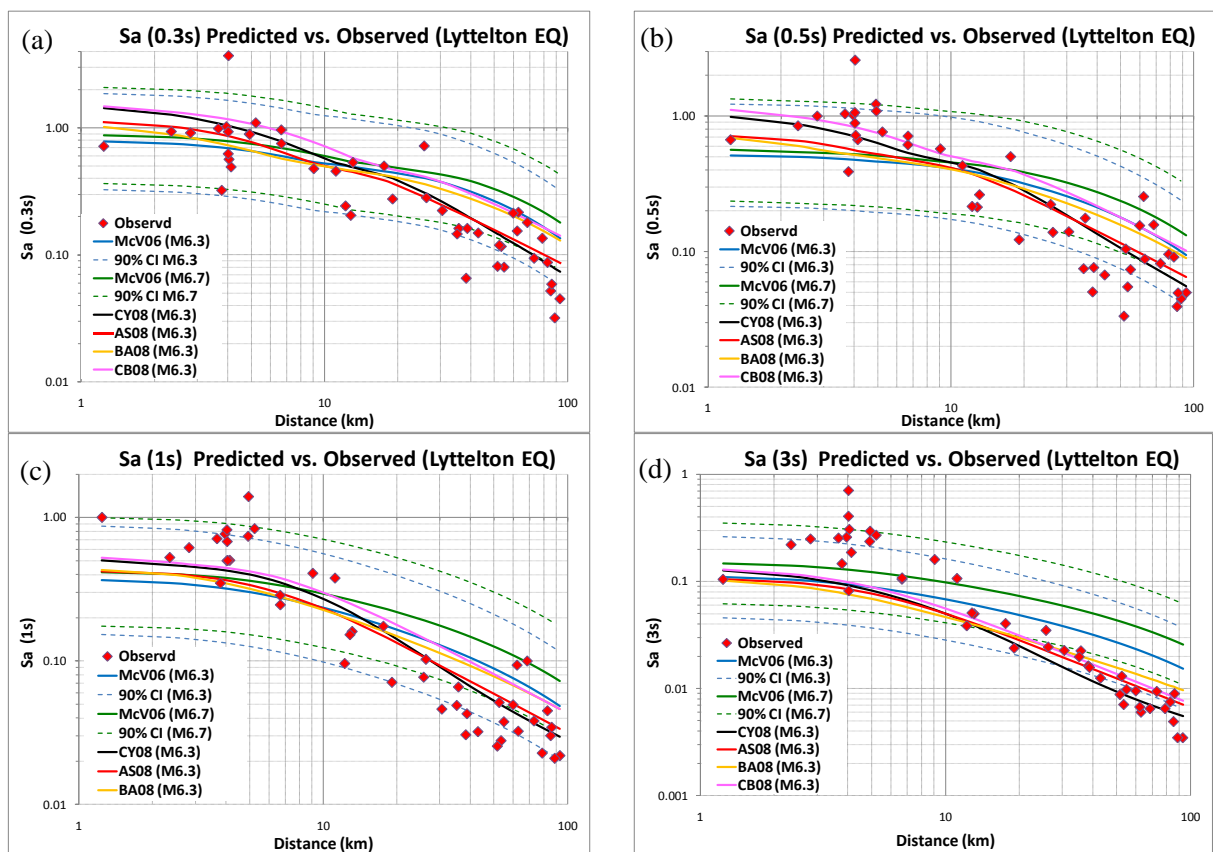 (a)
Sa (0.3s) Predicted vs. Observed (Lyttelton EQ)
1.00
0.10
0.01
Sa (0.3s)
Observd
McV06 (M6.3)
90% CI M6.3
McV06 (M6.7)
90% CI M6.7
CY08 (M6.3)
AS08 (M6.3)
BA08 (M6.3)
CB08 (M6.3)
1
10
100
Distance (km)
(b)
Sa (0.5s) Predicted vs. Observed (Lyttelton EQ)
1.00
0.10
0.01
Sa (0.5s)
Observd
McV06 (M6.3)
90% CI (M6.3)
McV06 (M6.7)
90% CI (M6.7)
CY08 (M6.3)
AS08 (M6.3)
BA08 (M6.3)
CB08 (M6.3)
1
10
100
Distance (km)
(c)
Sa (1s) Predicted vs. Observed (Lyttelton EQ)
1.00
0.10
0.01
Sa (1s)
Observd
McV06 (M6.3)
90% CI (M6.3)
McV06 (M6.7)
90% CI (M6.7)
CY08 (M6.3)
AS08 (M6.3)
BA08 (M6.3)
1
10
100
Distance (km)
(d)
Sa (3s) Predicted vs. Observed (Lyttelton EQ)
1
0.1
0.01
0.001
Sa (3s)
Observd
McV06 (M6.3)
90% CI (M6.3)
McV06 (M6.7)
90% CI (M6.7)
CY08 (M6.3)
AS08 (M6.3)
BA08 (M6.3)
CB08 (M6.3)
1
10
100
Distance (km)